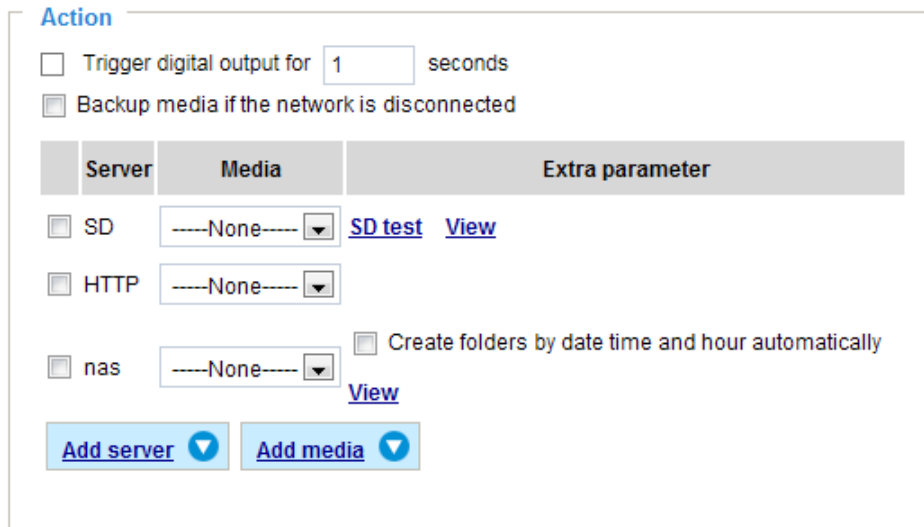 Action
Trigger digital output for 1 seconds
Backup media if the network is disconnected
Server Media Extra parameter
SD -----None----- SD test View
HTTP -----None-----
nas -----None----- Create folders by date time and hour automatically
View
Add server Add media